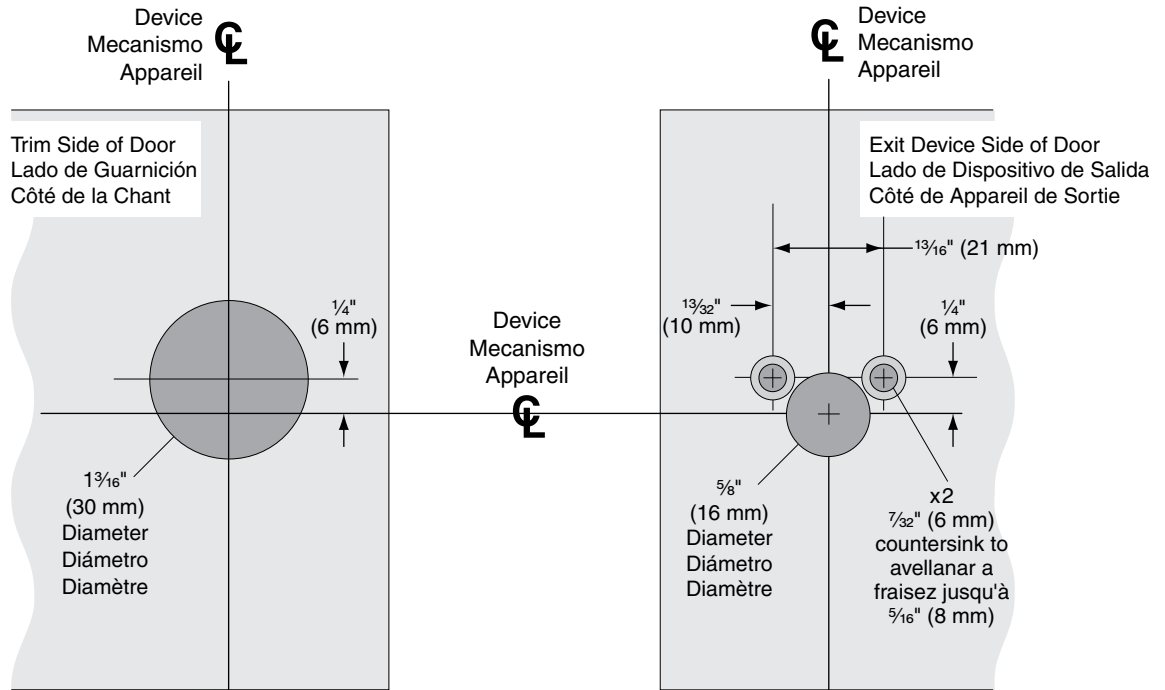 Device
Mecanismo
Appareil
℄
℄
Device
Mecanismo
Appareil
Trim Side of Door
Lado de Guarnición
Côté de la Chant
Exit Device Side of Door
Lado de Dispositivo de Salida
Côté de Appareil de Sortie
¹³⁄₁₆" (21 mm)
¼"
(6 mm)
Device
Mecanismo
Appareil
℄
¹³⁄₃₂"
(10 mm)
¼"
(6 mm)
1³⁄₁₆"
(30 mm)
Diameter
Diámetro
Diamètre
⅝"
(16 mm)
Diameter
Diámetro
Diamètre
x2
⁷⁄₃₂" (6 mm)
countersink to
avellanar a
fraisez jusqu'à
⁵⁄₁₆" (8 mm)